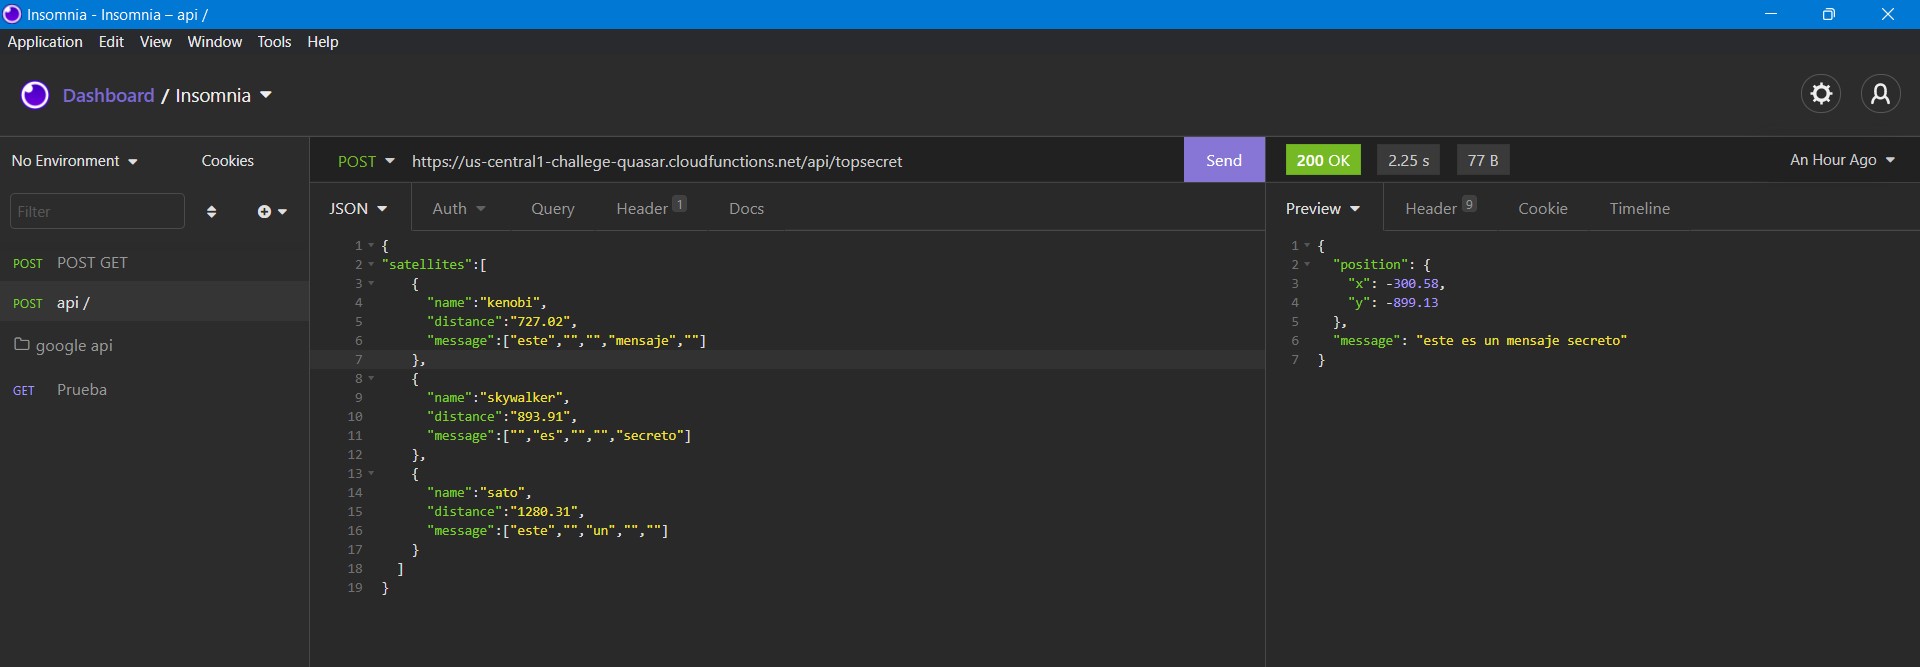 Insomnia - Insomnia – api /
Application Edit View Window Tools Help
Dashboard / Insomnia
No Environment Cookies
Filter
POST POST GET
POST api /
google api
GET Prueba
POST https://us-central1-challege-quasar.cloudfunctions.net/api/topsecret Send
JSON Auth Query Header 1 Docs
1 {
2 "satellites":[
3 {
4 "name":"kenobi",
5 "distance":"727.02",
6 "message":["este","","","mensaje",""]
7 },
8 {
9 "name":"skywalker",
10 "distance":"893.91",
11 "message":["","es","","","secreto"]
12 },
13 {
14 "name":"sato",
15 "distance":"1280.31",
16 "message":["este","","un","",""]
17 }
18 ]
19 }
200 OK 2.25 s 77 B An Hour Ago
Preview Header 9 Cookie Timeline
1 {
2 "position": {
3 "x": -300.58,
4 "y": -899.13
5 },
6 "message": "este es un mensaje secreto"
7 }